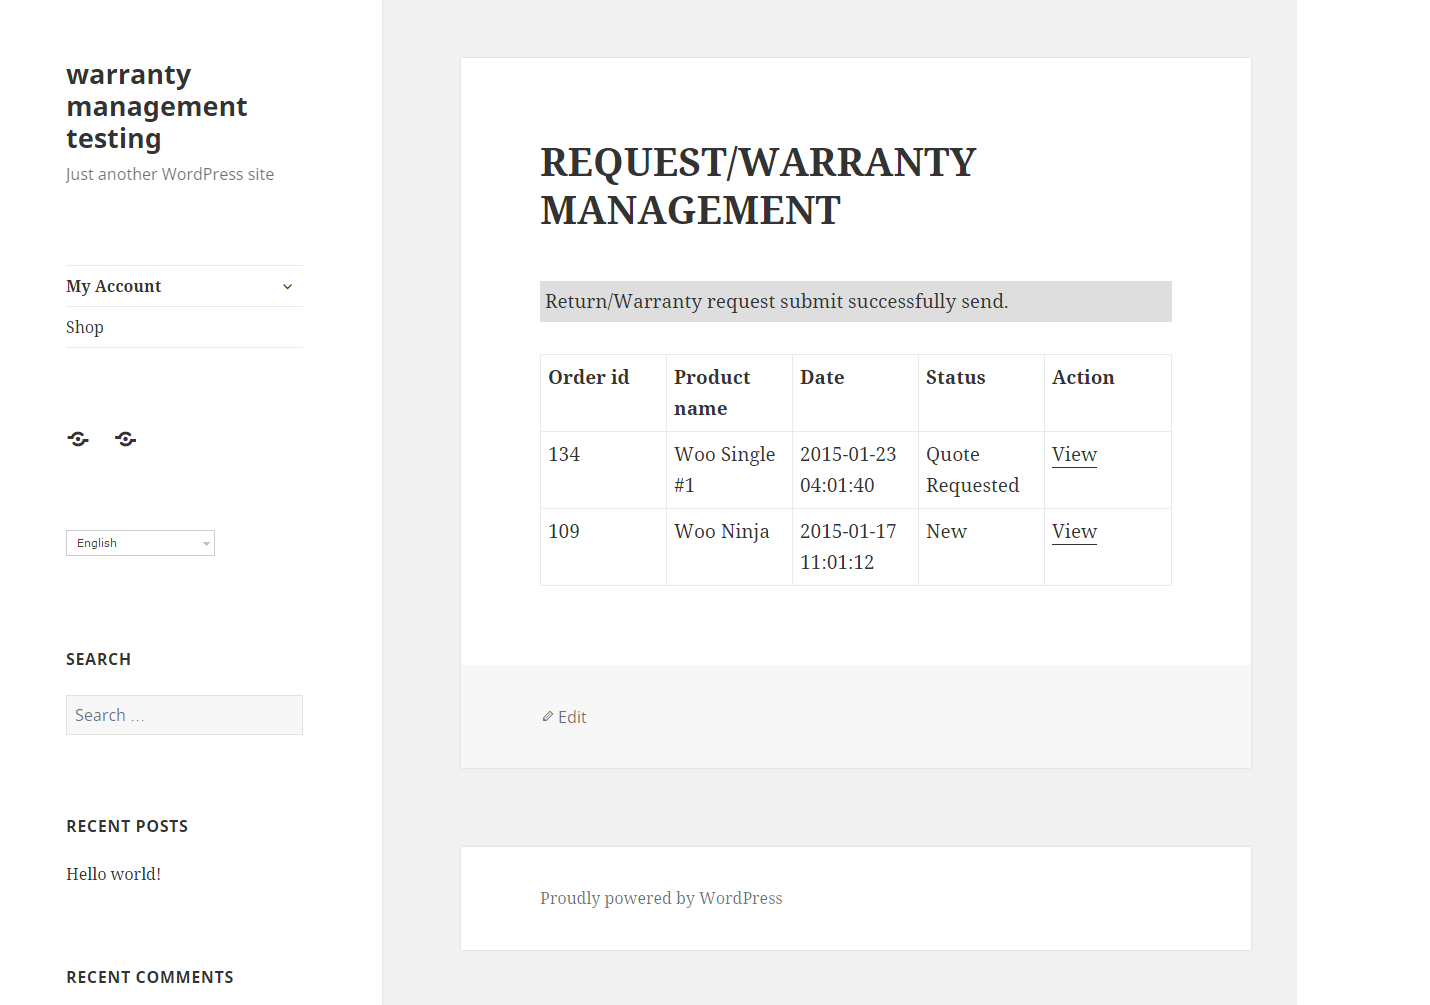 warranty
management
testing
Just another WordPress site
My Account
Shop
English
SEARCH
Search …
RECENT POSTS
Hello world!
RECENT COMMENTS
REQUEST/WARRANTY
MANAGEMENT
Return/Warranty request submit successfully send.
Order id Product name Date Status Action
134 Woo Single #1 2015-01-23 04:01:40 Quote Requested View
109 Woo Ninja 2015-01-17 11:01:12 New View
Edit
Proudly powered by WordPress